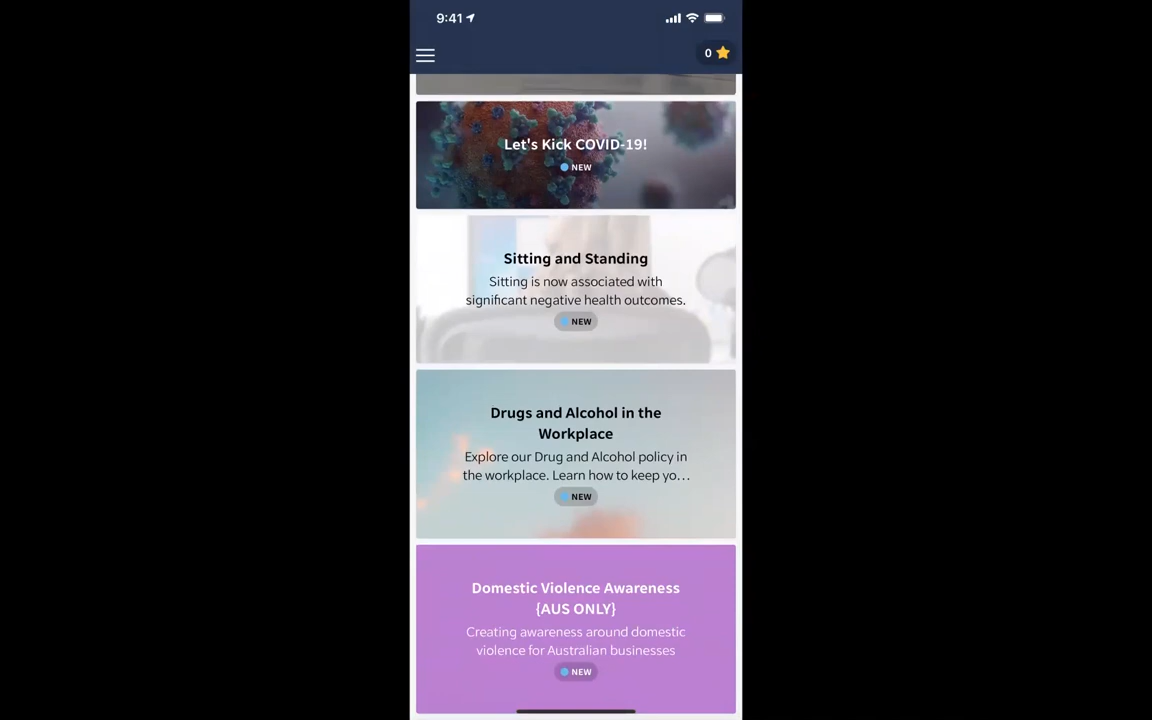 9:41
0
Let's Kick COVID-19!
NEW
Sitting and Standing
Sitting is now associated with
significant negative health outcomes.
NEW
Drugs and Alcohol in the
Workplace
Explore our Drug and Alcohol policy in
the workplace. Learn how to keep yo...
NEW
Domestic Violence Awareness
{AUS ONLY}
Creating awareness around domestic
violence for Australian businesses
NEW